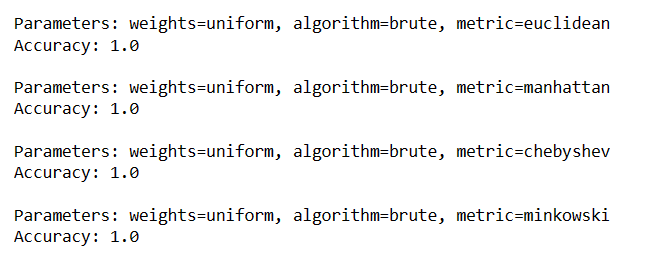 Parameters: weights=uniform, algorithm=brute, metric=euclidean
Accuracy: 1.0
Parameters: weights=uniform, algorithm=brute, metric=manhattan
Accuracy: 1.0
Parameters: weights=uniform, algorithm=brute, metric=chebyshev
Accuracy: 1.0
Parameters: weights=uniform, algorithm=brute, metric=minkowski
Accuracy: 1.0